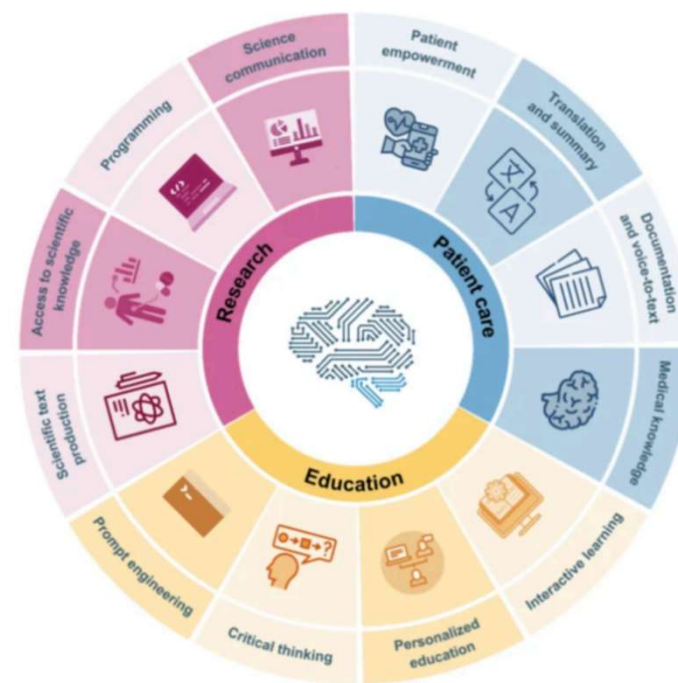 Science
communication
Patient
empowerment
Translation
and summary
Documentation
and voice-to-text
Medical knowledge
Interactive learning
Personalized
education
Critical thinking
Prompt engineering
Scientific text
production
Access to scientific
knowledge
Programming
Research
Patient care
Education
文
A
?